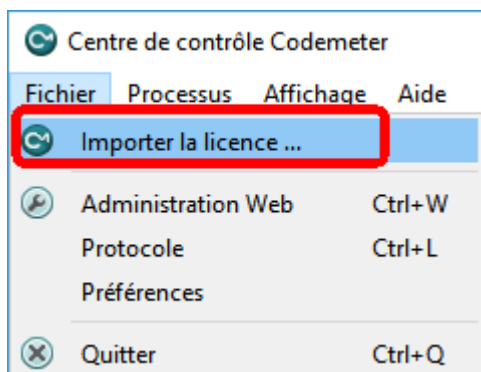 Centre de contrôle Codemeter
Fichier Processus Affichage Aide
Importer la licence ...
Administration Web Ctrl+W
Protocole Ctrl+L
Préférences
Quitter Ctrl+Q